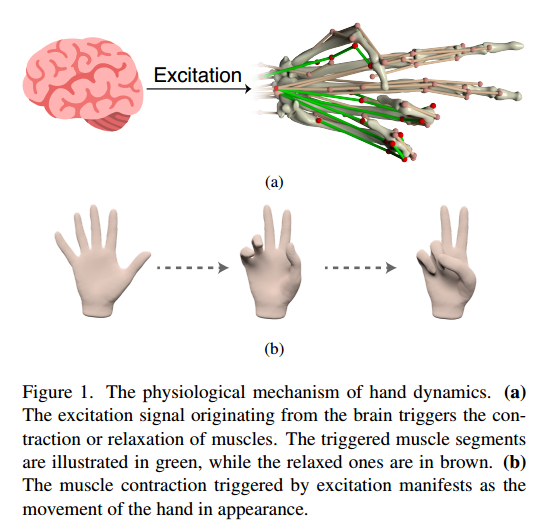 Excitation
(a)
(b)
Figure 1. The physiological mechanism of hand dynamics. (a)
The excitation signal originating from the brain triggers the con-
traction or relaxation of muscles. The triggered muscle segments
are illustrated in green, while the relaxed ones are in brown. (b)
The muscle contraction triggered by excitation manifests as the
movement of the hand in appearance.